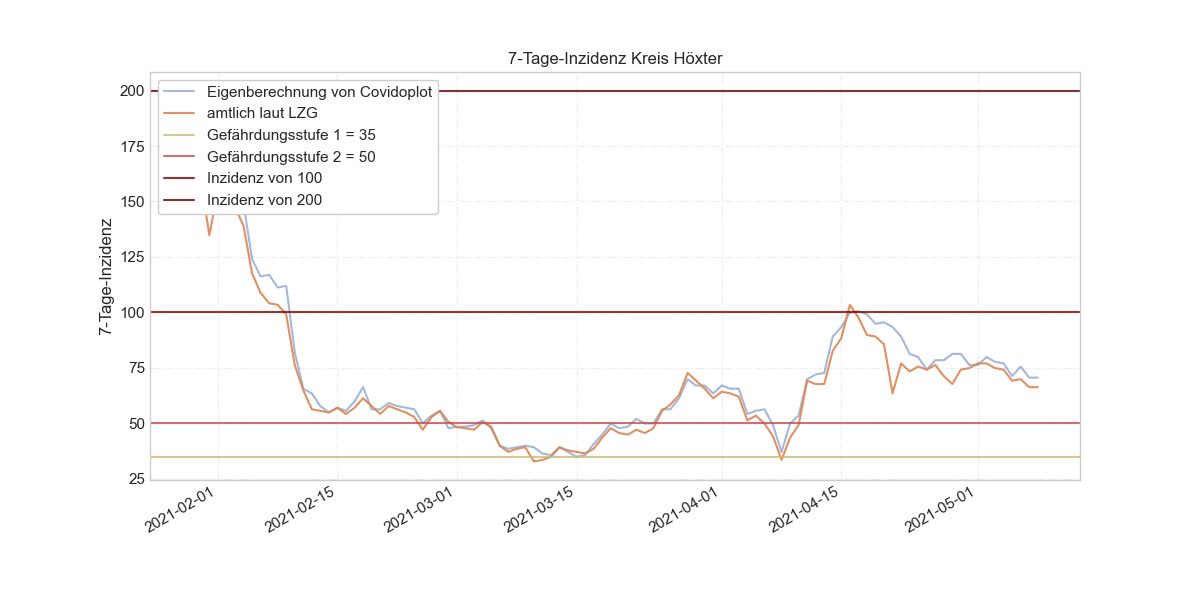 7-Tage-Inzidenz Kreis Höxter
200
175
150
125
100
75
50
25
7-Tage-Inzidenz
Eigenberechnung von Covidoplot
amtlich laut LZG
Gefährdungsstufe 1 = 35
Gefährdungsstufe 2 = 50
Inzidenz von 100
Inzidenz von 200
2021-02-01
2021-02-15
2021-03-01
2021-03-15
2021-04-01
2021-04-15
2021-05-01